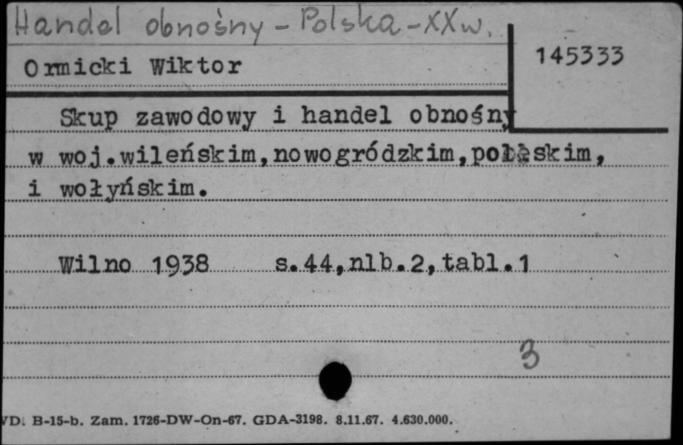 Handel obnośny - Polska - XX w.
145333
Ormicki Wiktor
Skup zawodowy i handel obnośny
w woj.wileńskim,nowogródzkim,poleskim,
i wołyńskim.
Wilno 1938 s.44,nlb.2,tabl.1
3
B-15-b. Zam. 1726-DW-On-67. GDA-3198. 8.11.67. 4.630.000.